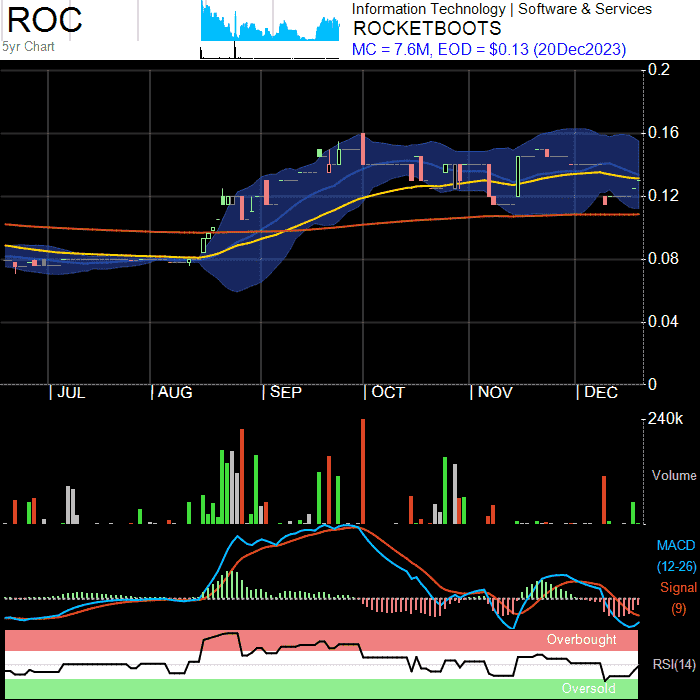 ROC
5yr Chart
Information Technology | Software & Services
ROCKETBOOTS
MC = 7.6M, EOD = $0.13 (20Dec2023)
0.2
0.16
0.12
0.08
0.04
0
| JUL | AUG | SEP | OCT | NOV | DEC
240k
Volume
MACD
(12-26)
Signal
(9)
Overbought
RSI(14)
Oversold